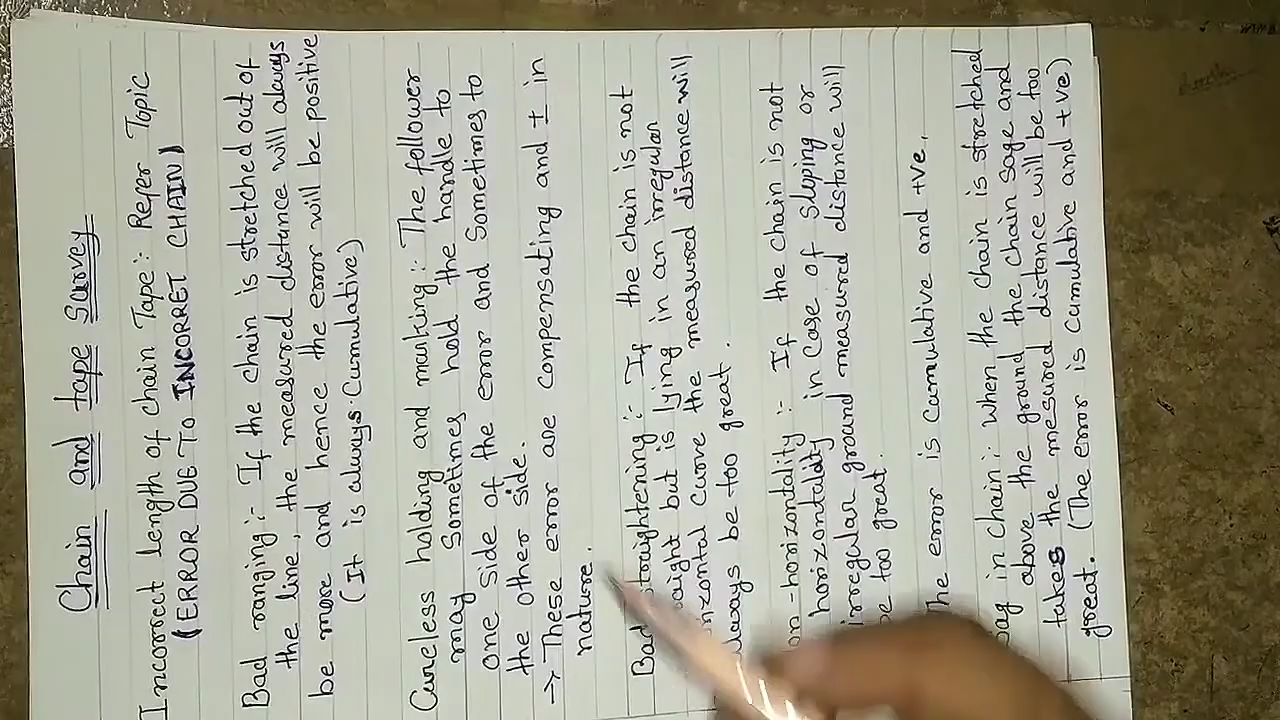 Chain and tape Survey
Incorrect length of chain Tape:- Refer Topic
(ERROR DUE TO INCORRET CHAIN)
Bad ranging:- If the chain is stretched out of
the line, the measured distance will always
be more and hence the error will be positive
(It is always Cumulative)
Careless holding and marking:- The follower
may Sometimes hold the handle to
one side of the error and Sometimes to
the other side.
→ These error are compensating and ± in
nature.
Bad straightening:- If the chain is not
aight but is lying in an irregular
rizontal curve the measured distance will
lways be too great.
on-horizontality:- If the chain is not
horizontality in Case of sloping or
irregular ground measured distance will
be too great.
The error is cumulative and +ve.
Sag in chain:- When the chain is stretched
above the ground the chain sags and
takes the mesured distance will be too
great. (The error is cumulative and +ve)